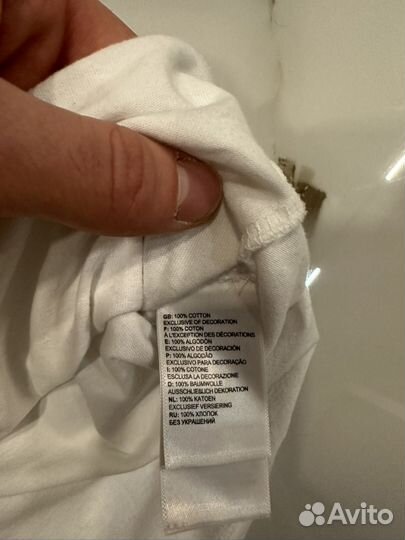 GB: 100% COTTON
EXCLUSIVE OF DECORATION
F: 100% COTON
À L'EXCEPTION DES DÉCORATIONS
E: 100% ALGODÓN
EXCLUSIVO DE DECORACIÓN
P: 100% ALGODÃO
EXCLUSIVO PARA DECORAÇÃO
I: 100% COTONE
ESCLUSA LA DECORAZIONE
D: 100% BAUMWOLLE
AUSSCHLIESSLICH DEKORATION
NL: 100% KATOEN
EXCLUSIEF VERSIERING
RU: 100% ХЛОПОК
БЕЗ УКРАШЕНИЙ
Avito